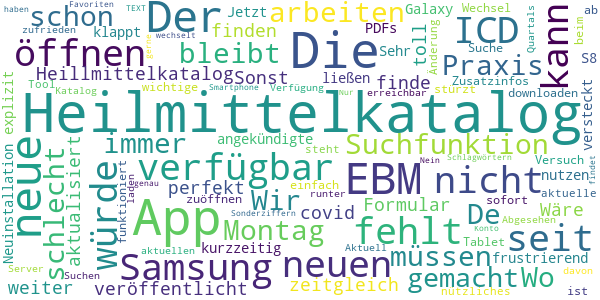 haben
Favoriten
TEXT
zufrieden
schon
Der
Die
arbeiten
Jetzt
klappt
finden
PDFs
Galaxy
Wechsel
Suche
Quartals
beim
ab
ICD
kann
öffnen
bleibt
Sehr
toll
Änderung
Zusatzinfos
S8
Heillmittelkatalog
Sonst
ließen
finde
Praxis
Tool
Katalog
gerne
wechselt
Smartphone
Verfügung
Nur
erreichbar
stürzt
downloaden
versteckt
explizit
Heilmittelkatalog
neue
immer
angekündigte
steht
Suchfunktion
wichtige
Nein
Schlagwörtern
Versuch
findet
verfügbar
EBM
nicht
nutzen
aktuelle
Neuinstallation
schlecht
aktualisiert
würde
funktioniert
laden
Genau
perfekt
einfach
runter
Wir
zuöffnen
Sonderziffern
covid
Formular
De
Wäre
sofort
App
Montag
fehlt
seit
aktuellen
kurzzeitig
Aktuell
Abgesehen
Konto
Tablet
frustrierend
Samsung
neuen
müssen
Wo
weiter
Server
Suchen
veröffentlicht
zeitgleich
gemacht
nützliches
ist
davon